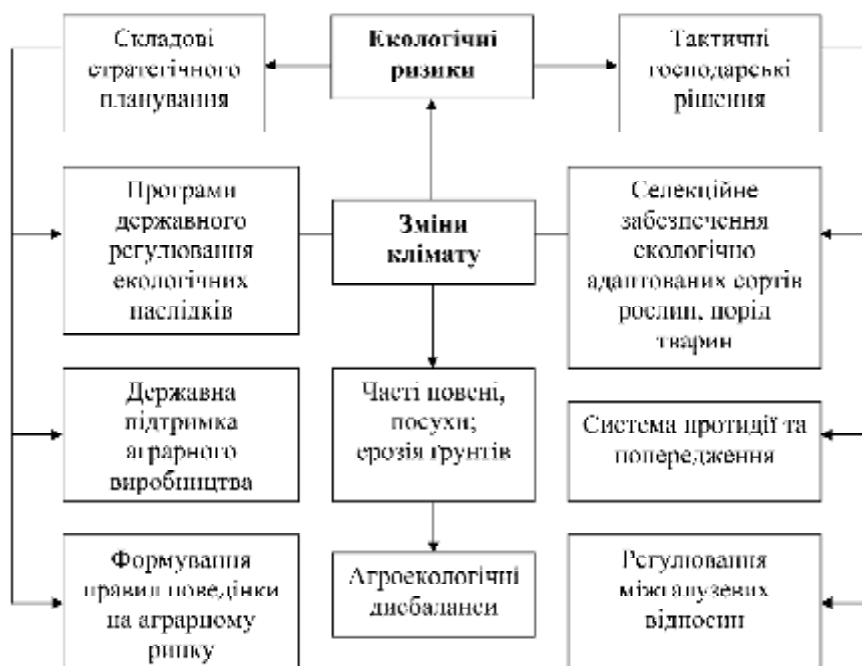 Складові
стратегічного
планування
Екологічні
ризики
Тактичні
господарські
рішення
Програми
державного
регулювання
екологічних
наслідків
Зміни
клімату
Селекційне
забезпечення
екологічно
адаптованих сортів
рослин, порід
тварин
Державна
підтримка
аграрного
виробництва
Часті повені,
посухи;
ерозія ґрунтів
Система протидії та
попередження
Формування
правил поведінки
на аграрному
ринку
Агроекологічні
дисбаланси
Регулювання
міжгалузевих
відносин